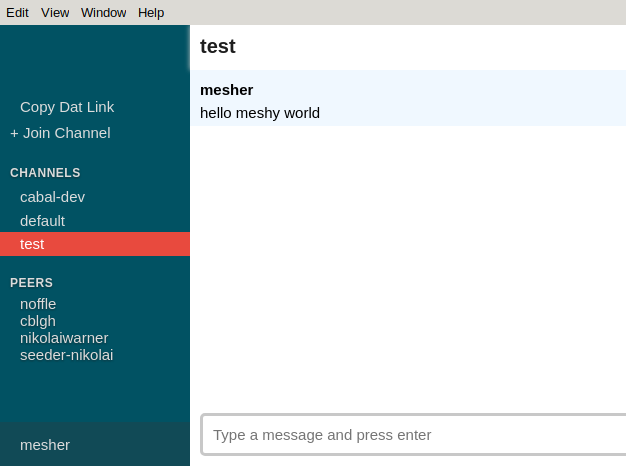 Edit View Window Help
Copy Dat Link
+ Join Channel
CHANNELS
cabal-dev
default
test
PEERS
noffle
cblgh
nikolaiwarner
seeder-nikolai
mesher
test
mesher
hello meshy world
Type a message and press enter